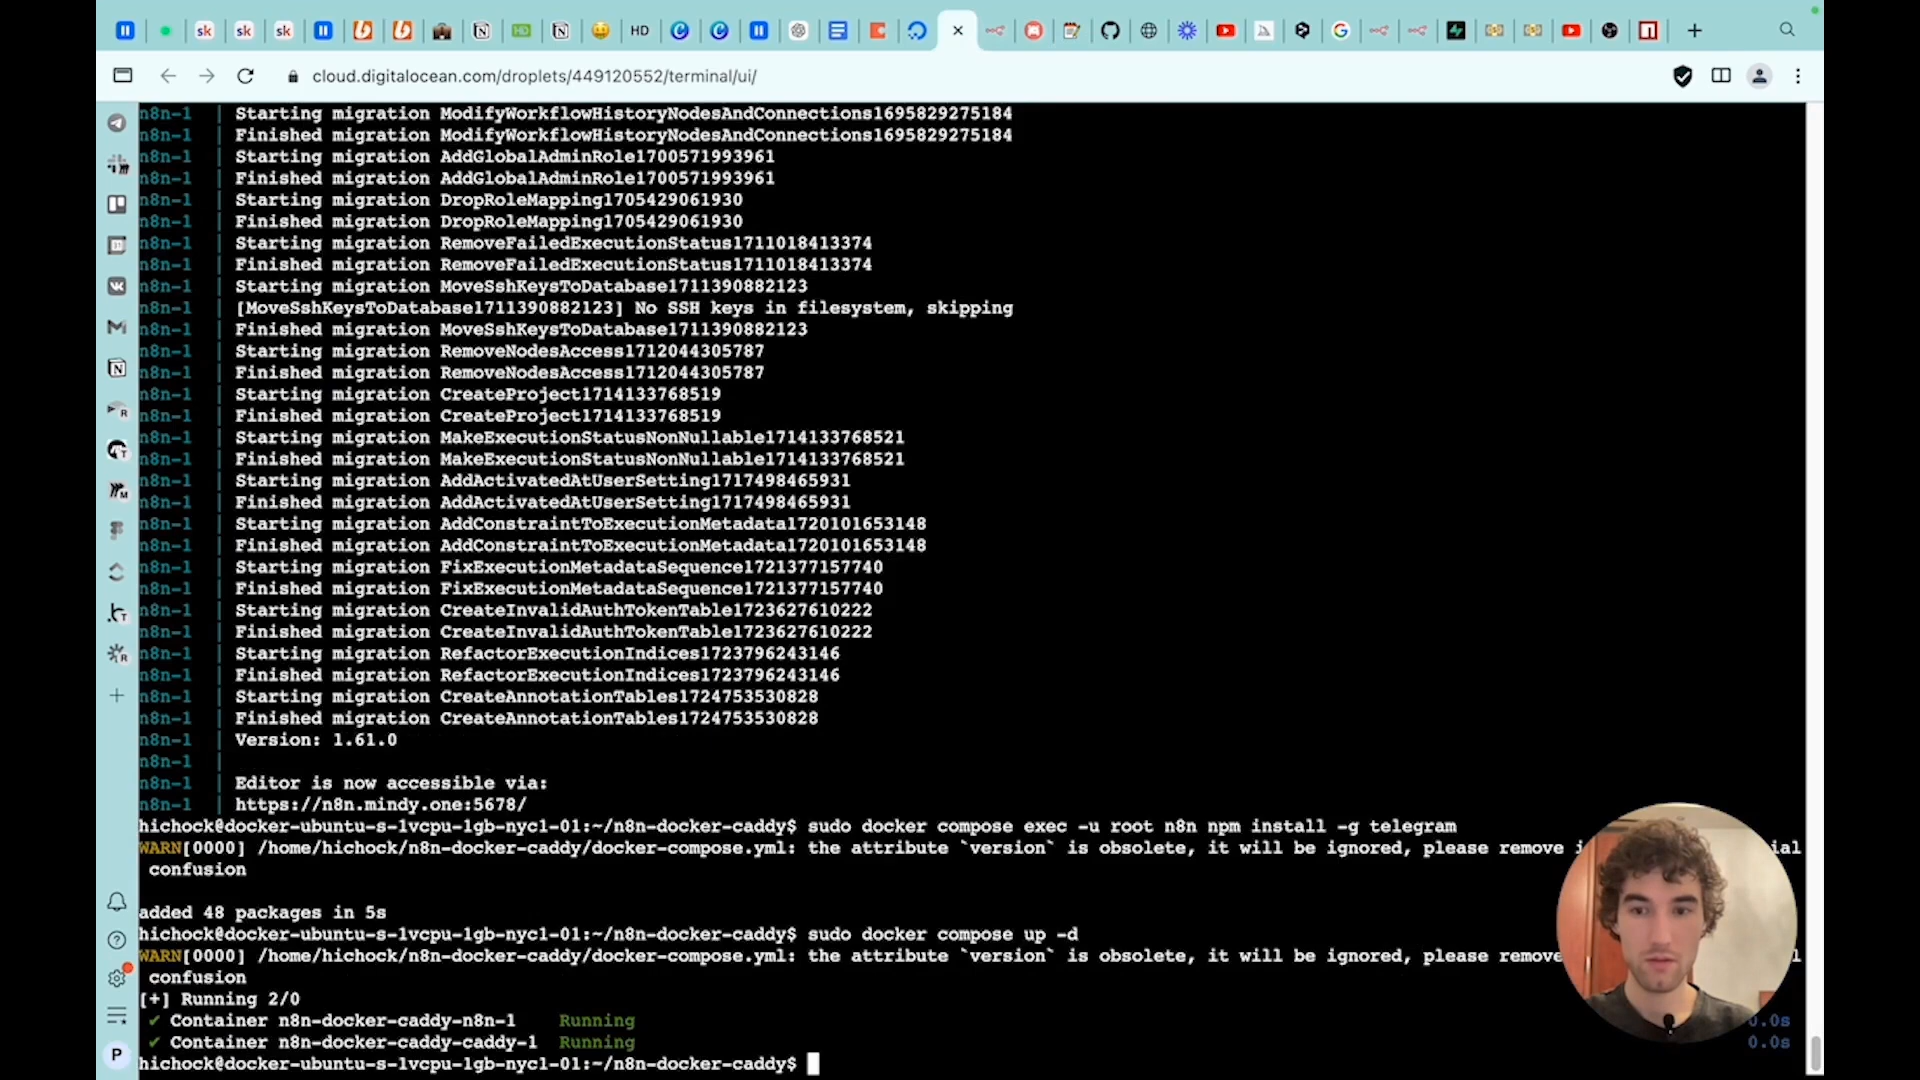 sk
sk
sk
HD
HD
cloud.digitalocean.com/droplets/449120552/terminal/ui/
n8n-1 | Starting migration ModifyWorkflowHistoryNodesAndConnections1695829275184
n8n-1 | Finished migration ModifyWorkflowHistoryNodesAndConnections1695829275184
n8n-1 | Starting migration AddGlobalAdminRole1700571993961
n8n-1 | Finished migration AddGlobalAdminRole1700571993961
n8n-1 | Starting migration DropRoleMapping1705429061930
n8n-1 | Finished migration DropRoleMapping1705429061930
n8n-1 | Starting migration RemoveFailedExecutionStatus1711018413374
n8n-1 | Finished migration RemoveFailedExecutionStatus1711018413374
n8n-1 | Starting migration MoveSshKeysToDatabase1711390882123
n8n-1 | [MoveSshKeysToDatabase1711390882123] No SSH keys in filesystem, skipping
n8n-1 | Finished migration MoveSshKeysToDatabase1711390882123
n8n-1 | Starting migration RemoveNodesAccess1712044305787
n8n-1 | Finished migration RemoveNodesAccess1712044305787
n8n-1 | Starting migration CreateProject1714133768519
n8n-1 | Finished migration CreateProject1714133768519
n8n-1 | Starting migration MakeExecutionStatusNonNullable1714133768521
n8n-1 | Finished migration MakeExecutionStatusNonNullable1714133768521
n8n-1 | Starting migration AddActivatedAtUserSetting1717498465931
n8n-1 | Finished migration AddActivatedAtUserSetting1717498465931
n8n-1 | Starting migration AddConstraintToExecutionMetadata1720101653148
n8n-1 | Finished migration AddConstraintToExecutionMetadata1720101653148
n8n-1 | Starting migration FixExecutionMetadataSequence1721377157740
n8n-1 | Finished migration FixExecutionMetadataSequence1721377157740
n8n-1 | Starting migration CreateInvalidAuthTokenTable1723627610222
n8n-1 | Finished migration CreateInvalidAuthTokenTable1723627610222
n8n-1 | Starting migration RefactorExecutionIndices1723796243146
n8n-1 | Finished migration RefactorExecutionIndices1723796243146
n8n-1 | Starting migration CreateAnnotationTables1724753530828
n8n-1 | Finished migration CreateAnnotationTables1724753530828
n8n-1 | Version: 1.61.0
n8n-1 |
n8n-1 | Editor is now accessible via:
n8n-1 | https://n8n.mindy.one:5678/
hichock@docker-ubuntu-s-1vcpu-1gb-nyc1-01:~/n8n-docker-caddy$ sudo docker compose exec -u root n8n npm install -g telegram
WARN[0000] /home/hichock/n8n-docker-caddy/docker-compose.yml: the attribute `version` is obsolete, it will be ignored, please remove
confusion
added 48 packages in 5s
hichock@docker-ubuntu-s-1vcpu-1gb-nyc1-01:~/n8n-docker-caddy$ sudo docker compose up -d
WARN[0000] /home/hichock/n8n-docker-caddy/docker-compose.yml: the attribute `version` is obsolete, it will be ignored, please remove
confusion
[+] Running 2/0
✔ Container n8n-docker-caddy-n8n-1 Running 0.0s
✔ Container n8n-docker-caddy-caddy-1 Running 0.0s
hichock@docker-ubuntu-s-1vcpu-1gb-nyc1-01:~/n8n-docker-caddy$
P